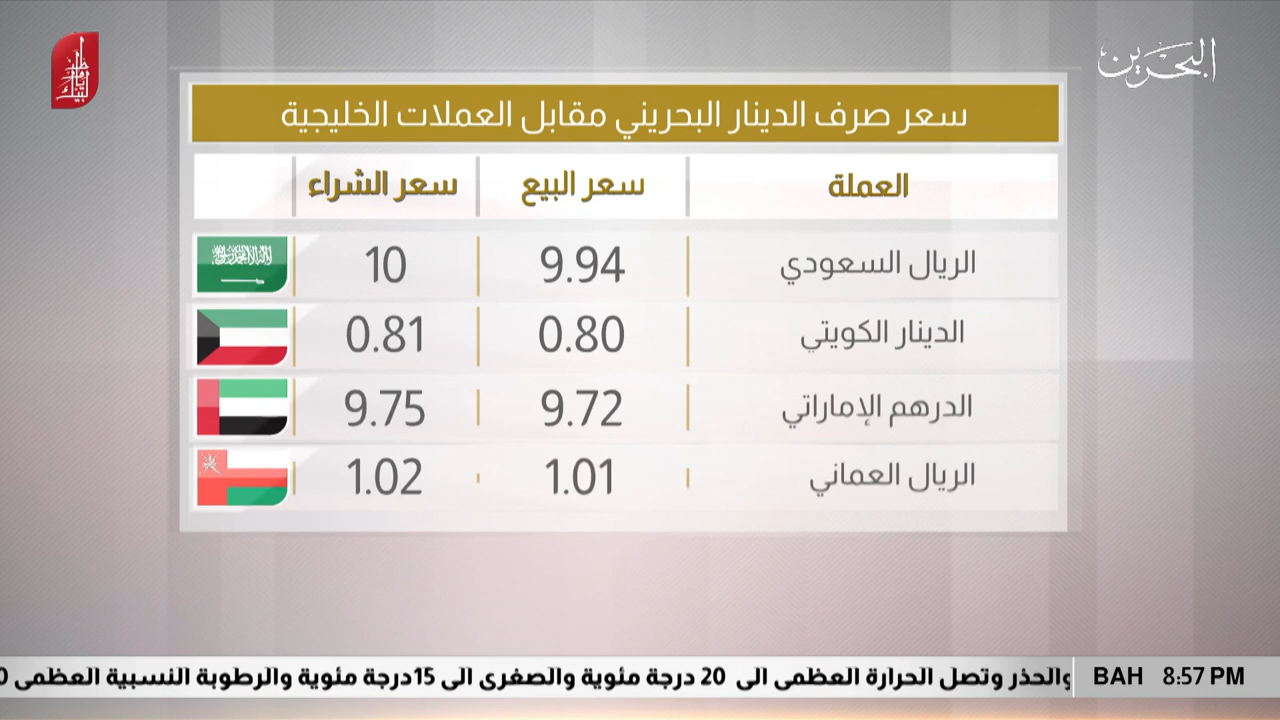 البحرين
سعر صرف الدينار البحريني مقابل العملات الخليجية
العملة سعر البيع سعر الشراء
الريال السعودي 9.94 10
الدينار الكويتي 0.80 0.81
الدرهم الإماراتي 9.72 9.75
الريال العماني 1.01 1.02
BAH 8:57 PM
والحذر وتصل الحرارة العظمى الى 20 درجة مئوية والصغرى الى 15درجة مئوية والرطوبة النسبية العظمى